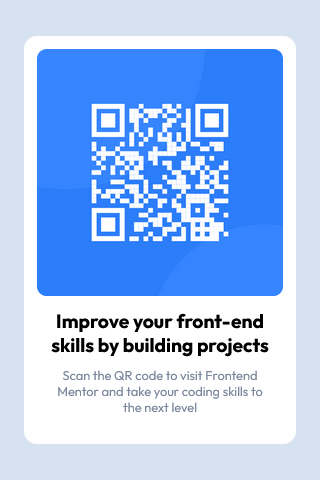 Improve your front-end
skills by building projects
Scan the QR code to visit Frontend
Mentor and take your coding skills to
the next level